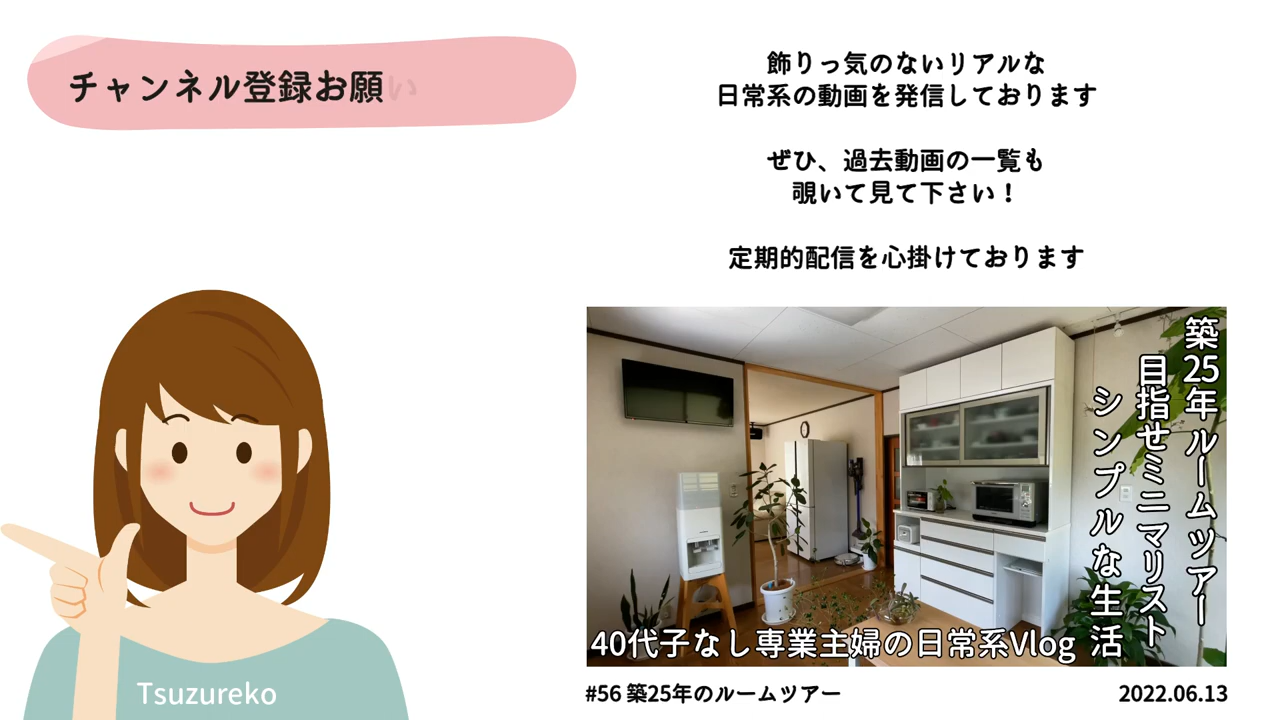 チャンネル登録お願い
飾りっ気のないリアルな
日常系の動画を発信しております
ぜひ、過去動画の一覧も
覗いて見て下さい！
定期的配信を心掛けております
築25年ルームツアー
目指せミニマリスト
シンプルな生活
40代子なし専業主婦の日常系Vlog
#56 築25年のルームツアー
2022.06.13
Tsuzureko